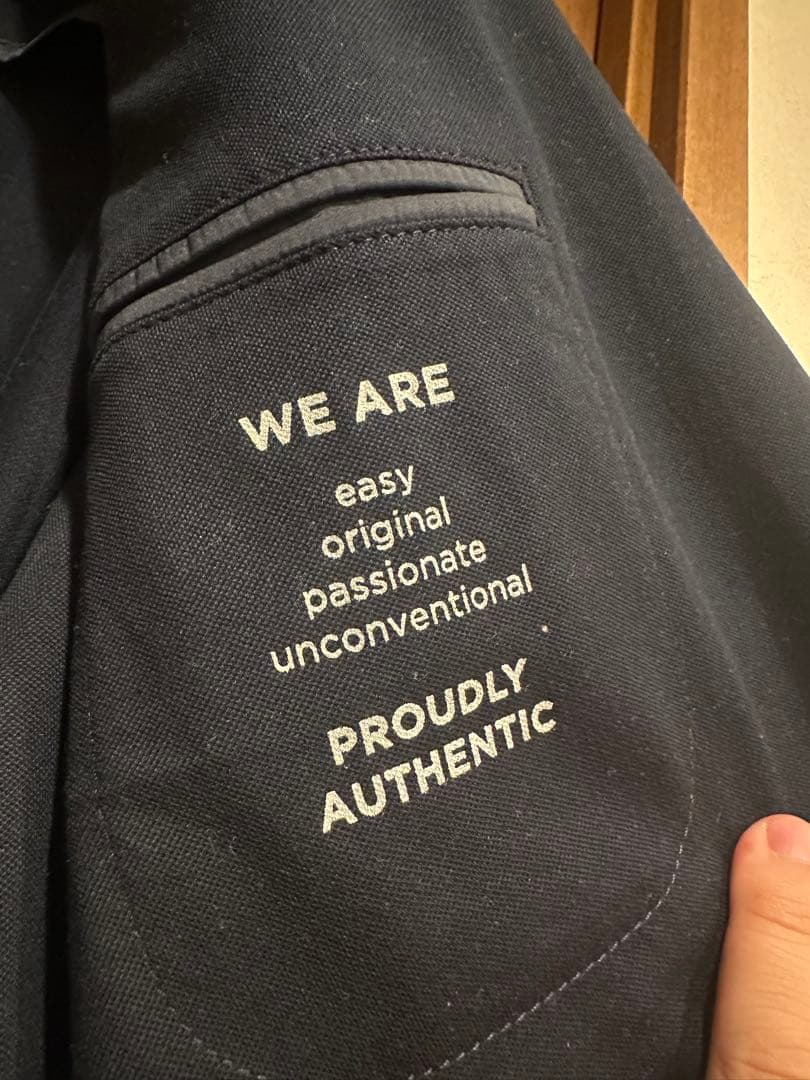 WE ARE
easy
original
passionate
unconventional
PROUDLY
AUTHENTIC